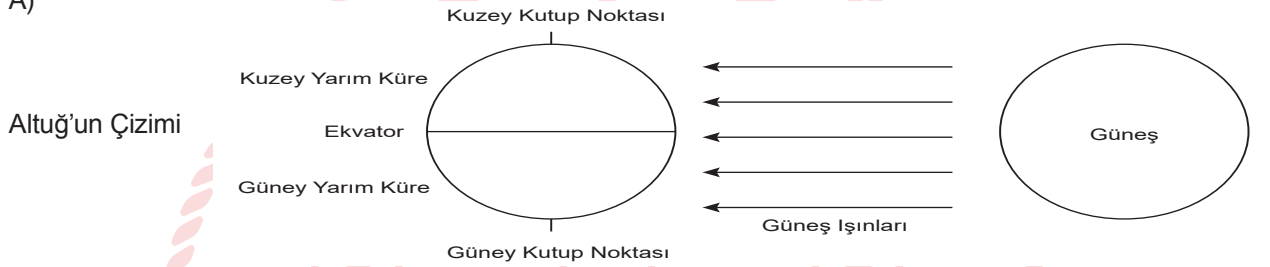 A)
Kuzey Kutup Noktası
Kuzey Yarım Küre
Altuğ’un Çizimi
Ekvator
Güneş
Güney Yarım Küre
Güneş Işınları
Güney Kutup Noktası